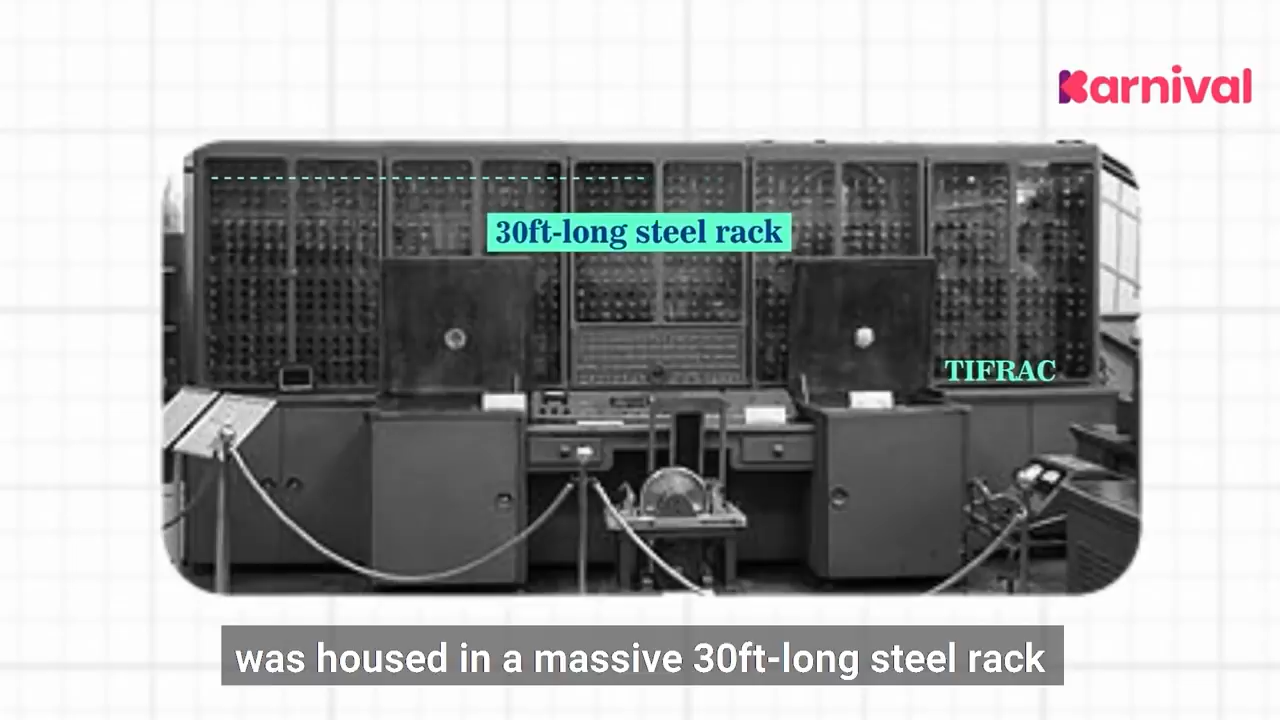 Karnival
30ft-long steel rack
TIFRAC
was housed in a massive 30ft-long steel rack